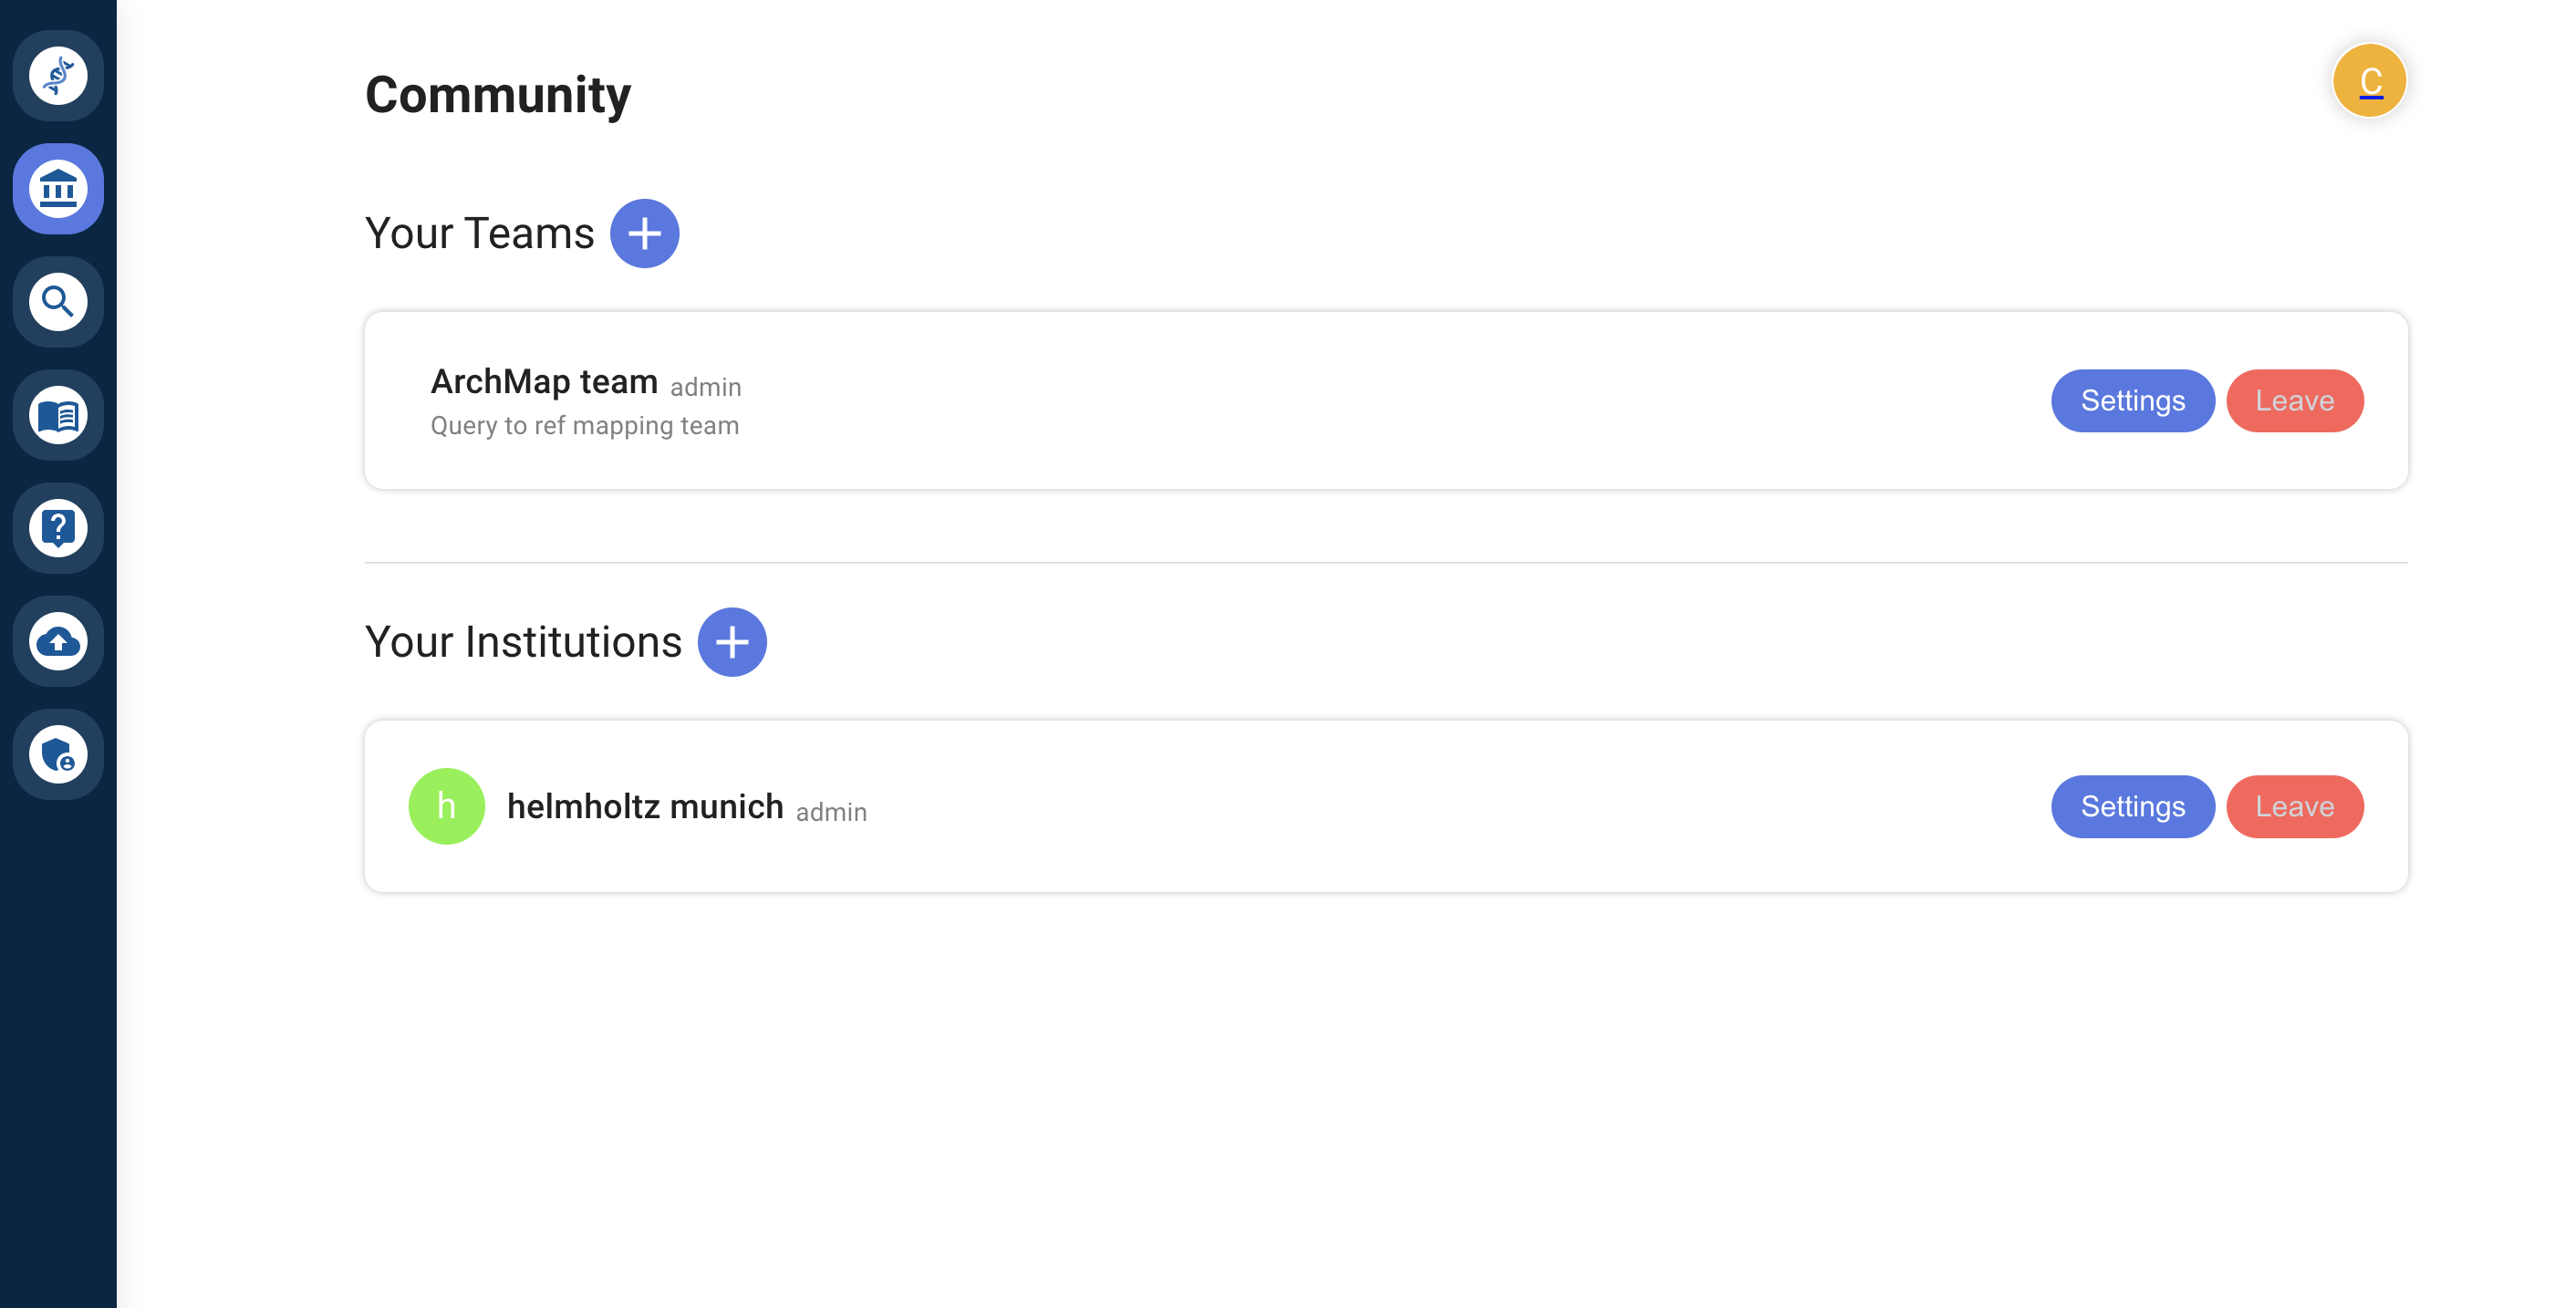 Community
C
Your Teams
ArchMap team admin
Query to ref mapping team
Settings Leave
Your Institutions
h
helmholtz munich admin
Settings Leave